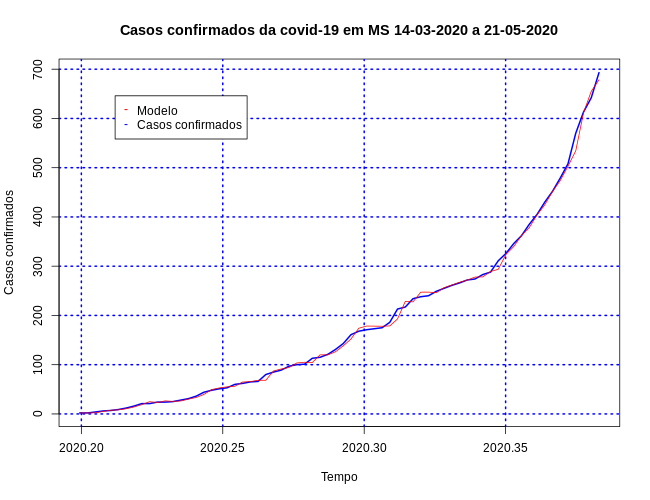 Casos confirmados da covid-19 em MS 14-03-2020 a 21-05-2020
700
600
500
400
300
200
100
0
Casos confirmados
- Modelo
- Casos confirmados
2020.20 2020.25 2020.30 2020.35
Tempo